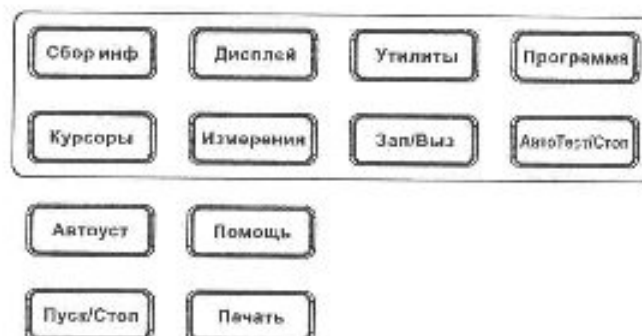 Сбор инф Дисплей Утилиты Программа
Курсоры Измерения Зап/Выз АвтоТест/Стоп
Автоуст Помощь
Пуск/Стоп Печать